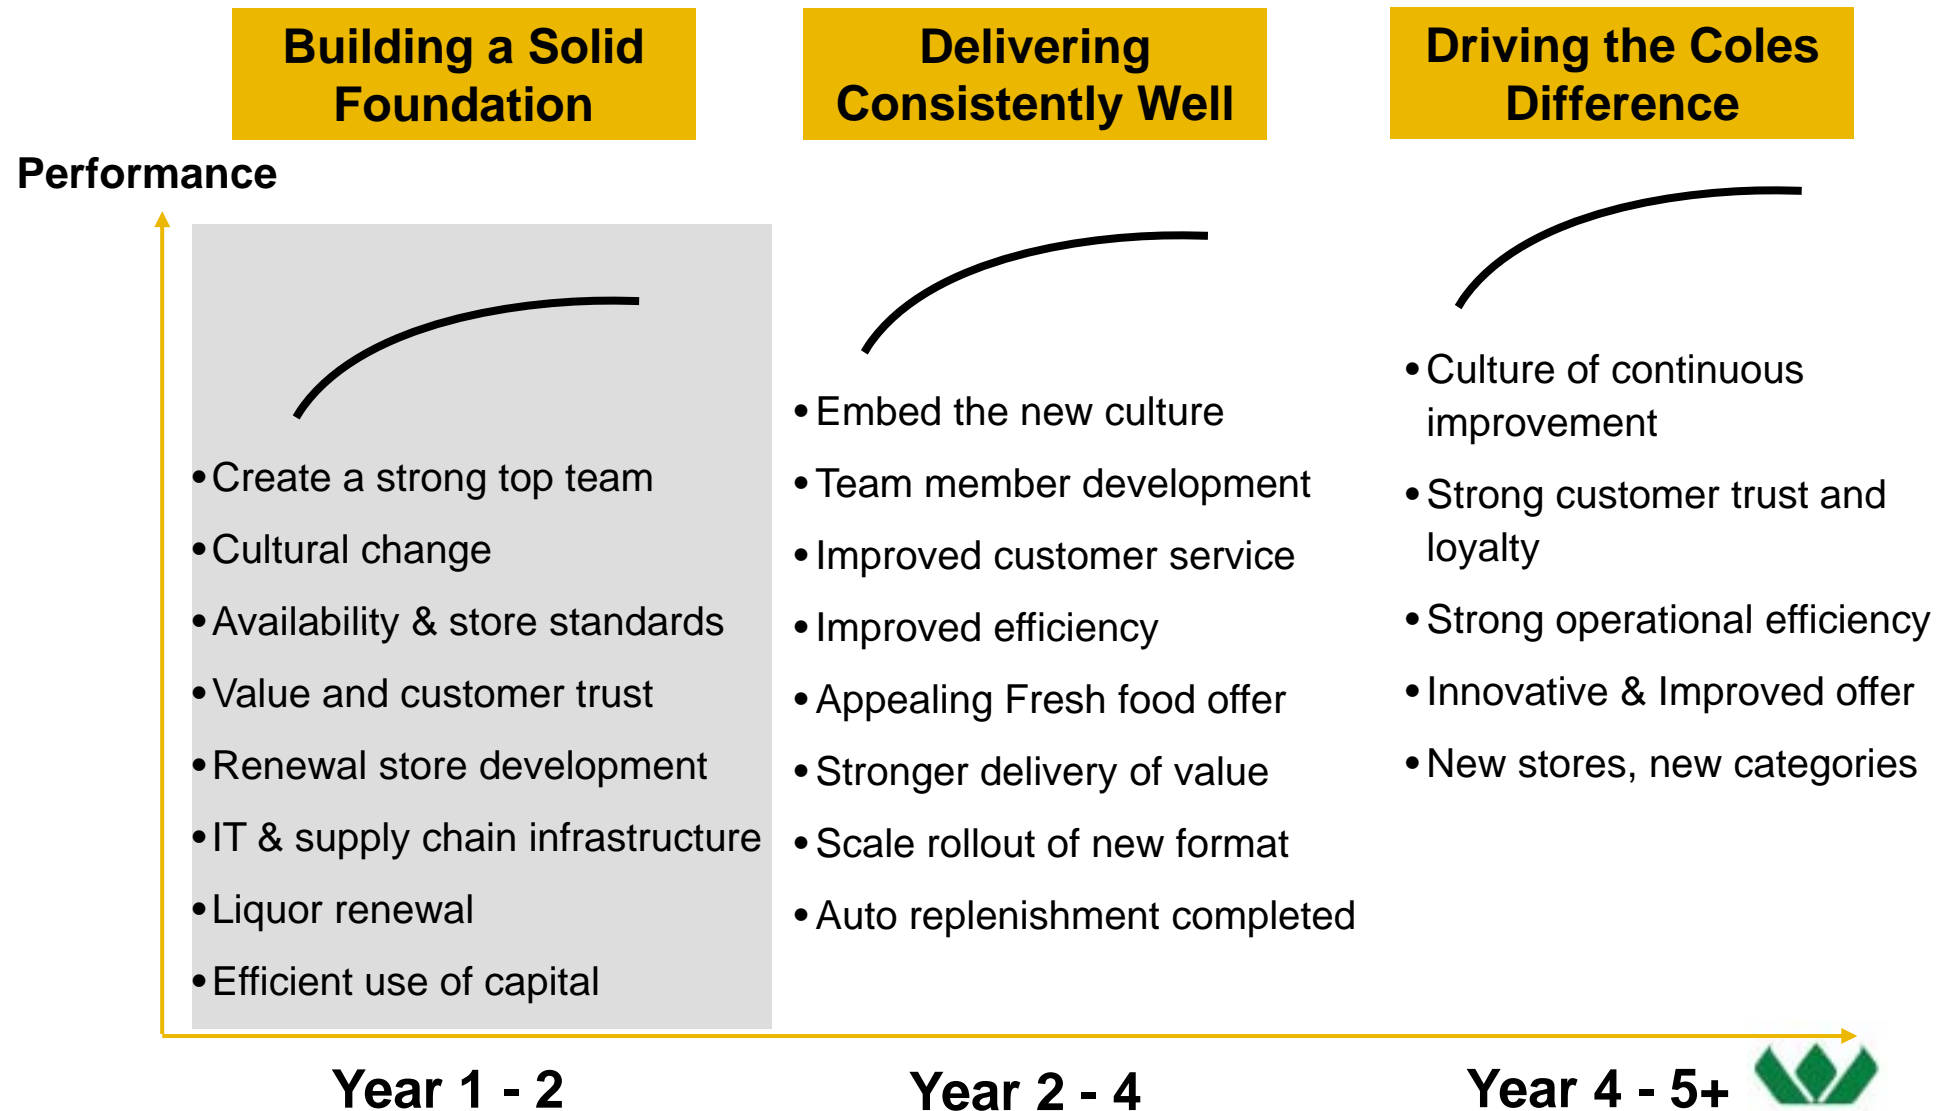 Building a Solid
Foundation
Delivering
Consistently Well
Driving the Coles
Difference
Performance
•Create a strong top team
•Cultural change
•Availability & store standards
•Value and customer trust
•Renewal store development
•IT & supply chain infrastructure
•Liquor renewal
•Efficient use of capital
•Embed the new culture
•Team member development
•Improved customer service
•Improved efficiency
•Appealing Fresh food offer
•Stronger delivery of value
•Scale rollout of new format
•Auto replenishment completed
•Culture of continuous
improvement
•Strong customer trust and
loyalty
•Strong operational efficiency
•Innovative & Improved offer
•New stores, new categories
Year 1 - 2
Year 2 - 4
Year 4 - 5+